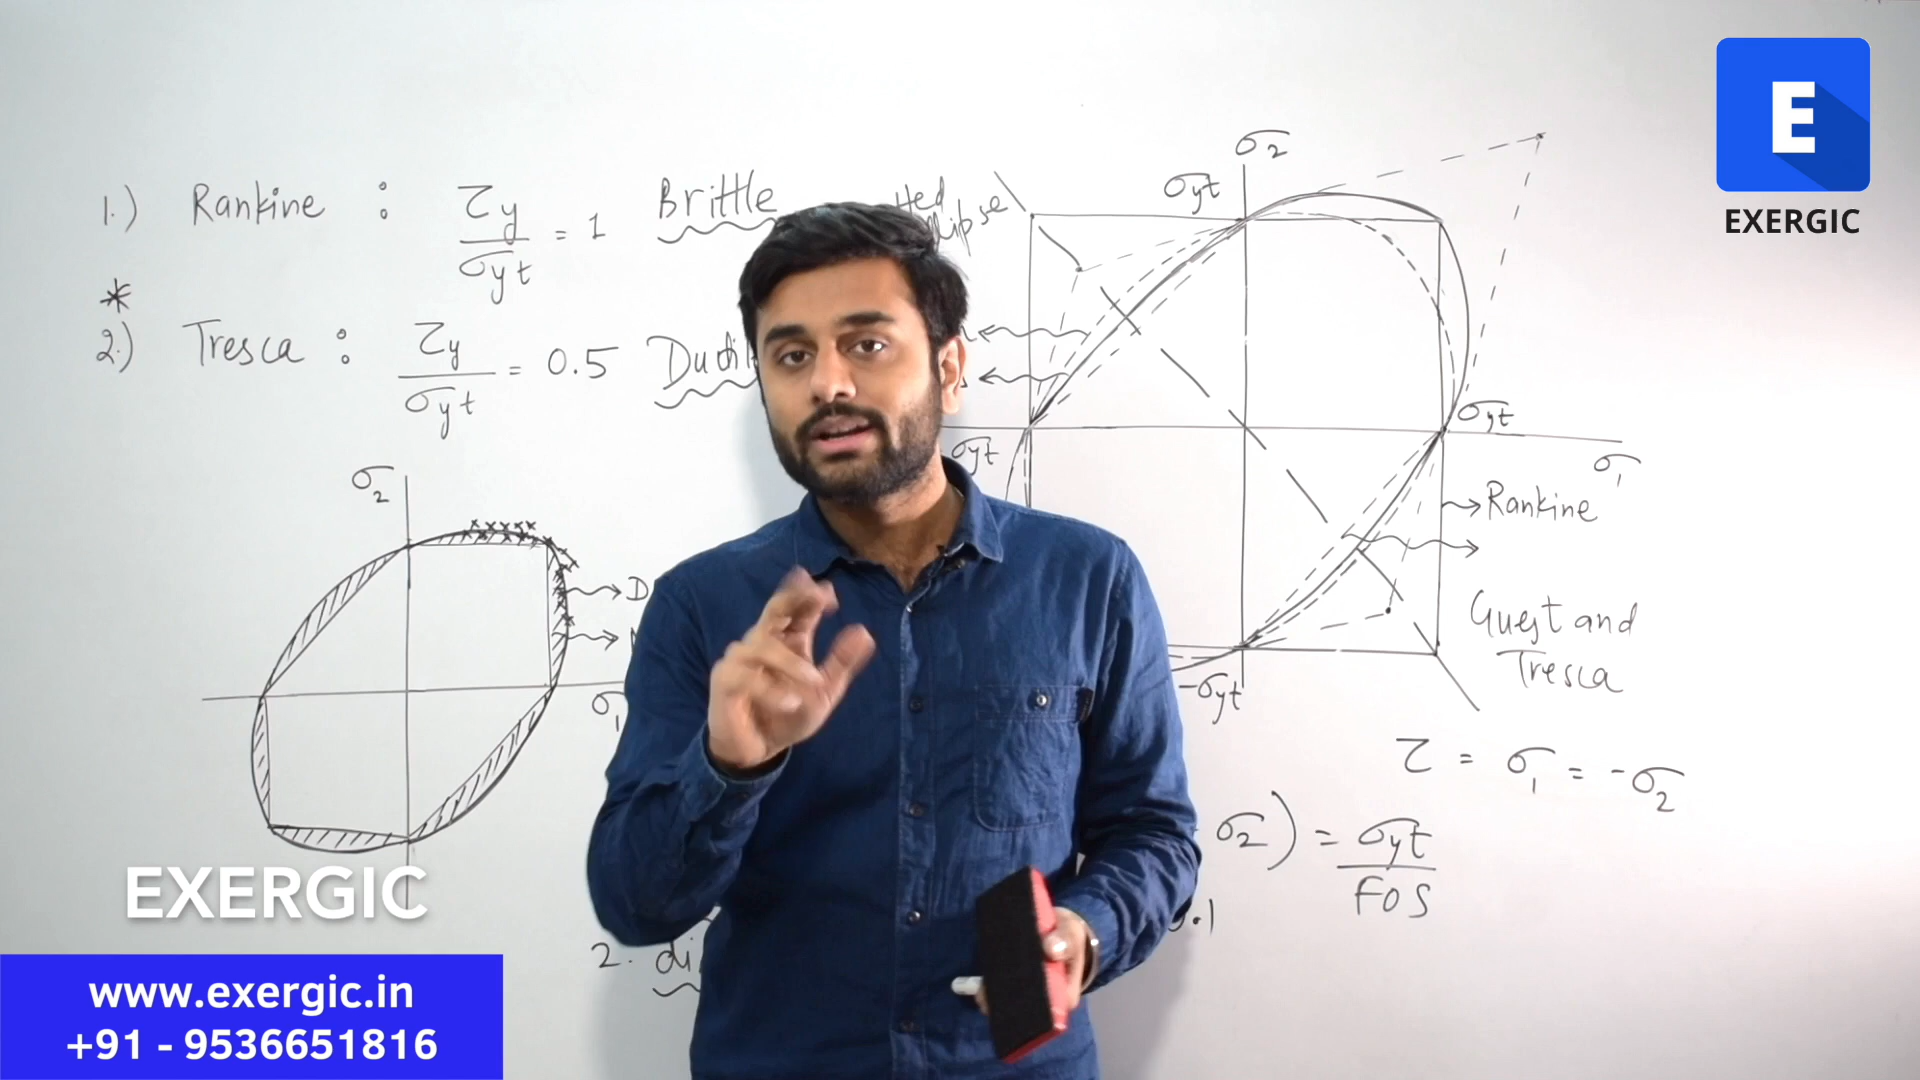 E
EXERGIC
1.) Rankine : τy / σyt = 1 Brittle
*
2.) Tresca : τy / σyt = 0.5
σ2
σ1
σ2
σyt
σyt
σyt
σ1
→ Rankine
Guest and
Tresca
-σyt
τ = σ1 = -σ2
σ2) = σyt / FOS
2.
EXERGIC
www.exergic.in
+91 - 9536651816